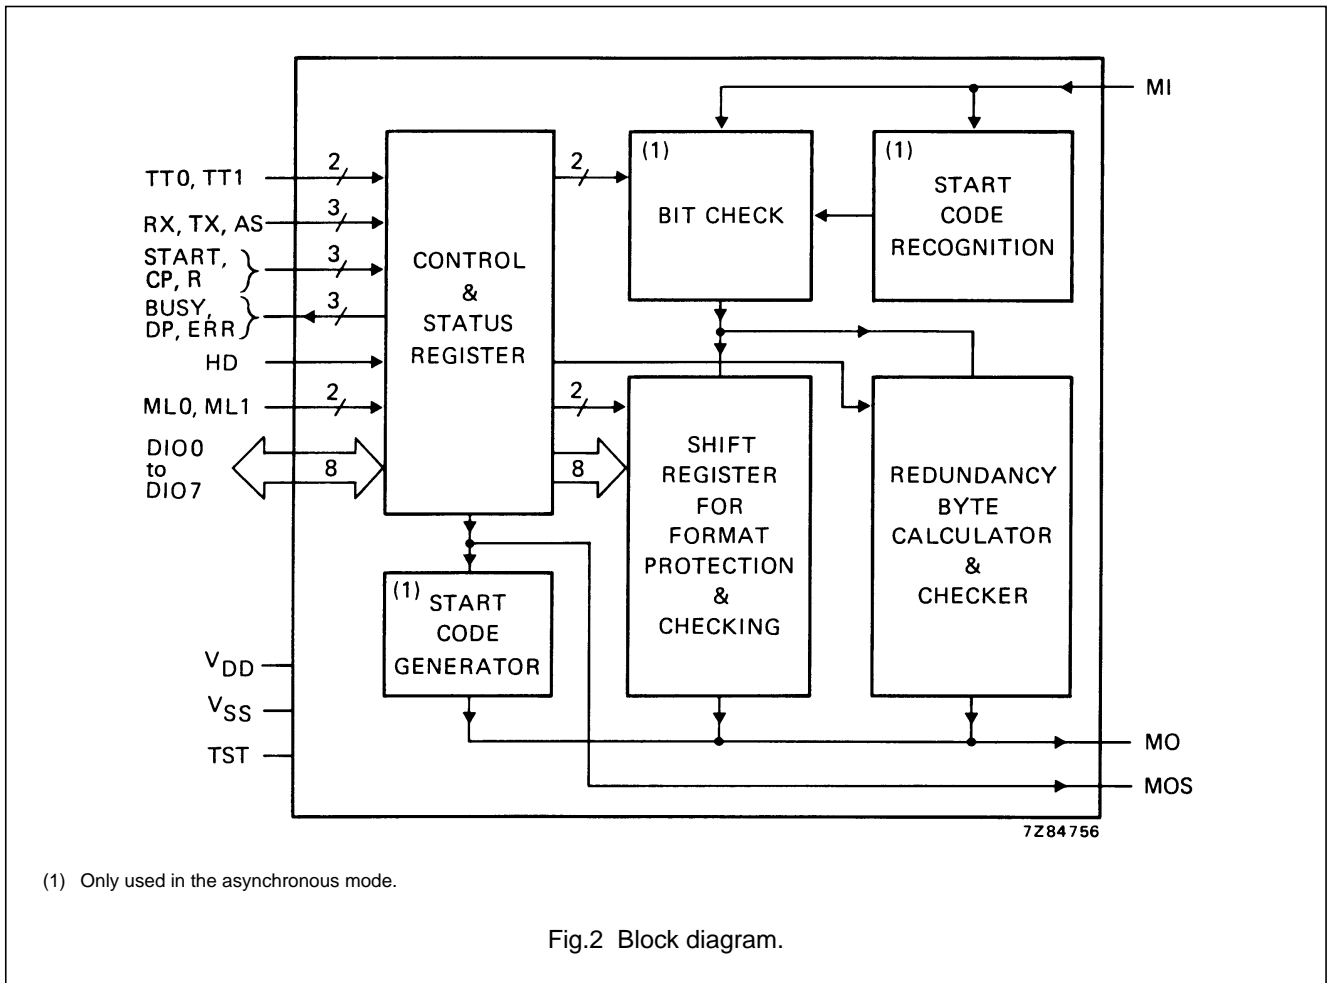 MI
TT0, TT1
2
2
RX, TX, AS
3
START,
CP, R
3
BUSY,
DP, ERR
3
HD
ML0, ML1
2
2
DIO0
to
DIO7
8
8
CONTROL
&
STATUS
REGISTER
(1)
BIT CHECK
(1)
START
CODE
RECOGNITION
SHIFT
REGISTER
FOR
FORMAT
PROTECTION
&
CHECKING
REDUNDANCY
BYTE
CALCULATOR
&
CHECKER
(1)
START
CODE
GENERATOR
VDD
VSS
TST
MO
MOS
7Z84756
(1) Only used in the asynchronous mode.
Fig.2 Block diagram.